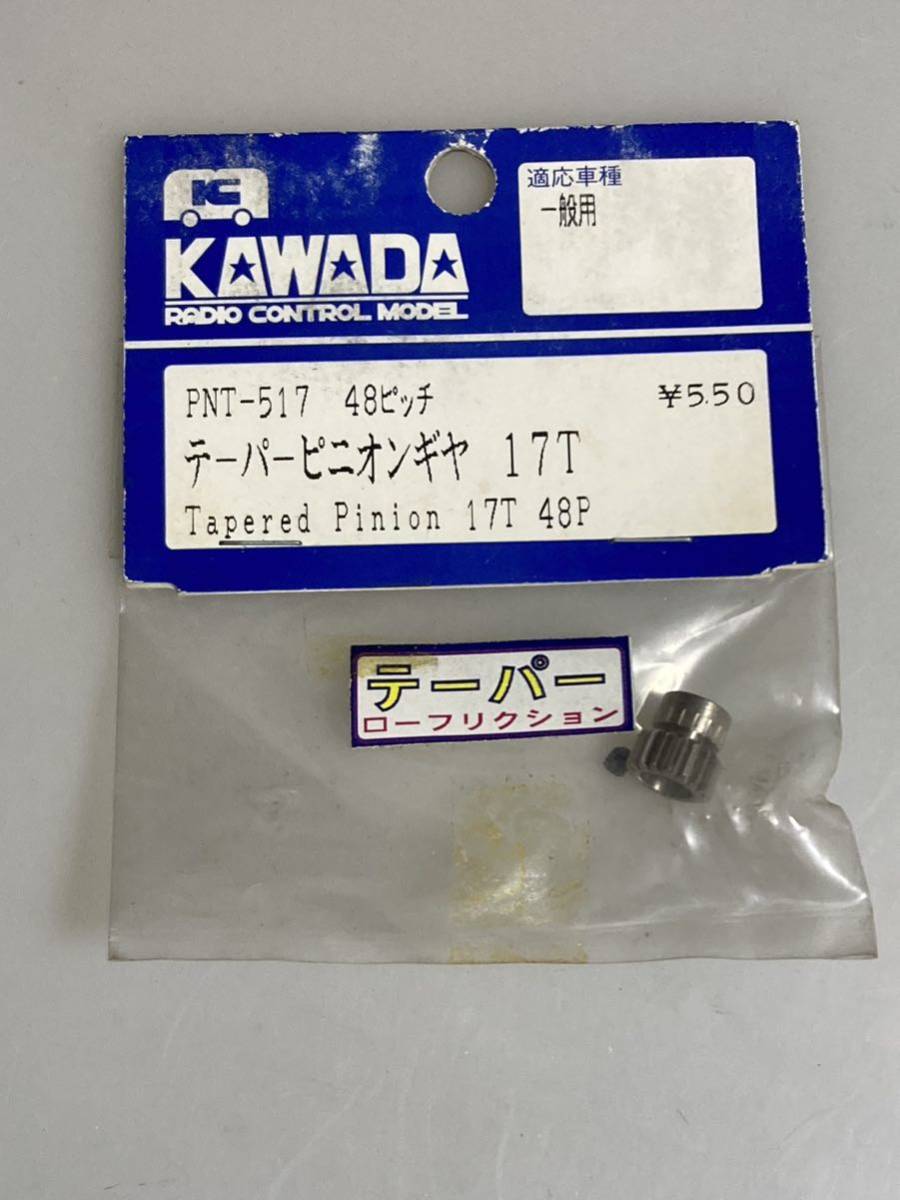 KAWADA
RADIO CONTROL MODEL
適応車種
一般用
PNT-517 48ピッチ ¥5.50
テーパーピニオンギヤ 17T
Tapered Pinion 17T 48P
テーパー
ローフリクション